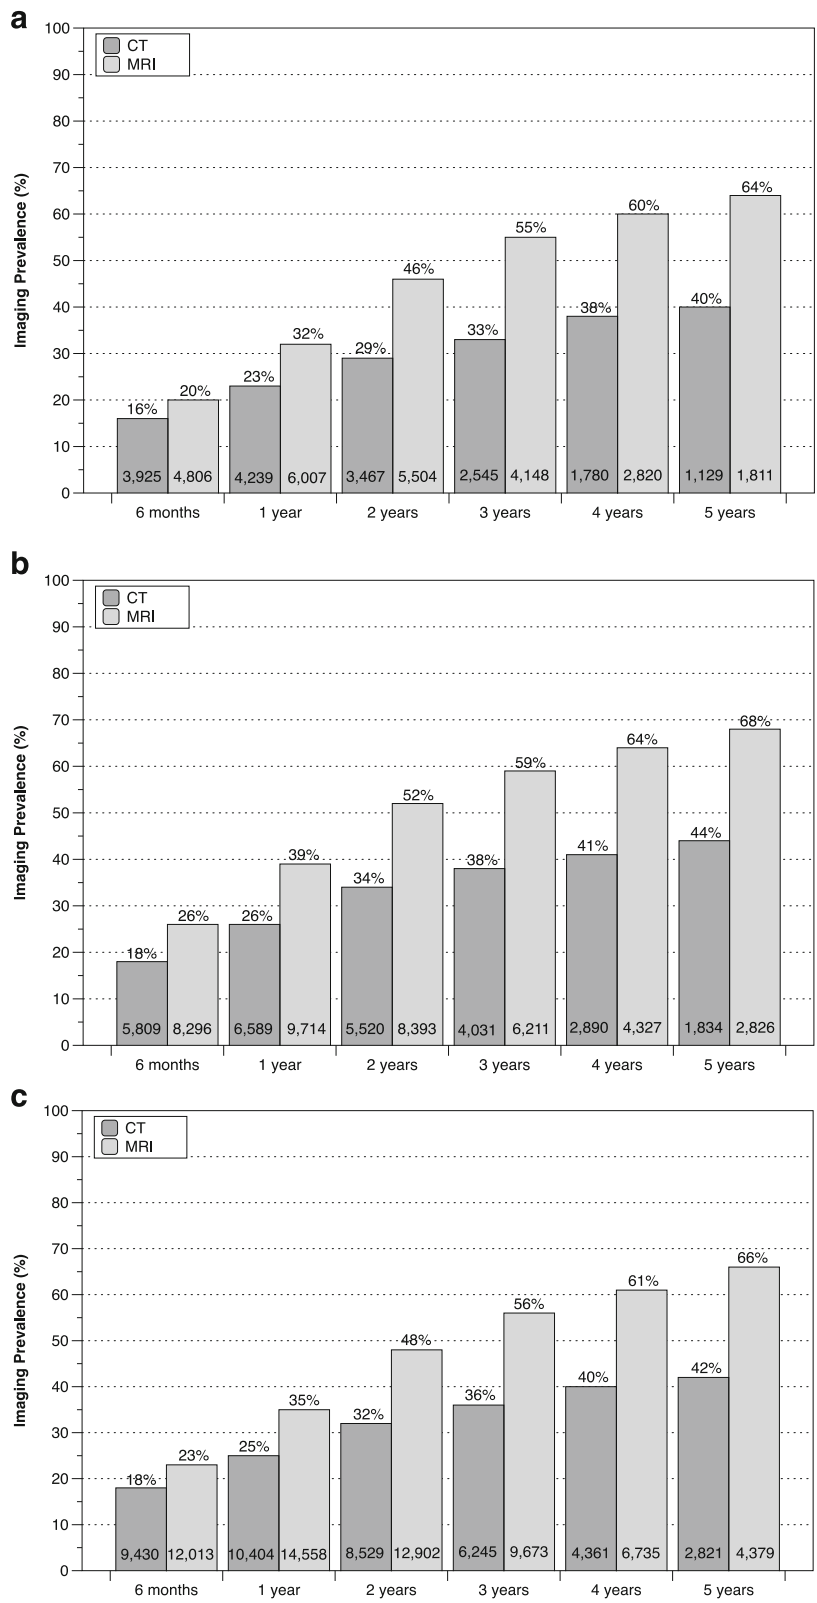 a
100
90
80
70
60
50
40
30
20
10
0
Imaging Prevalence (%)
CT
MRI
16% 20% 23% 32% 29% 46% 33% 55% 38% 60% 40% 64%
3,925 4,806 4,239 6,007 3,467 5,504 2,545 4,148 1,780 2,820 1,129 1,811
6 months 1 year 2 years 3 years 4 years 5 years
b
100
90
80
70
60
50
40
30
20
10
0
Imaging Prevalence (%)
CT
MRI
18% 26% 26% 39% 34% 52% 38% 59% 41% 64% 44% 68%
5,809 8,296 6,589 9,714 5,520 8,393 4,031 6,211 2,890 4,327 1,834 2,826
6 months 1 year 2 years 3 years 4 years 5 years
c
100
90
80
70
60
50
40
30
20
10
0
Imaging Prevalence (%)
CT
MRI
18% 23% 25% 35% 32% 48% 36% 56% 40% 61% 42% 66%
9,430 12,013 10,404 14,558 8,529 12,902 6,245 9,673 4,361 6,735 2,821 4,379
6 months 1 year 2 years 3 years 4 years 5 years